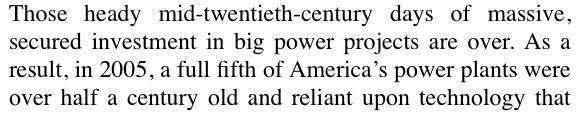 Those heady mid-twentieth-century days of massive,
secured investment in big power projects are over. As a
result, in 2005, a full fifth of America’s power plants were
over half a century old and reliant upon technology that